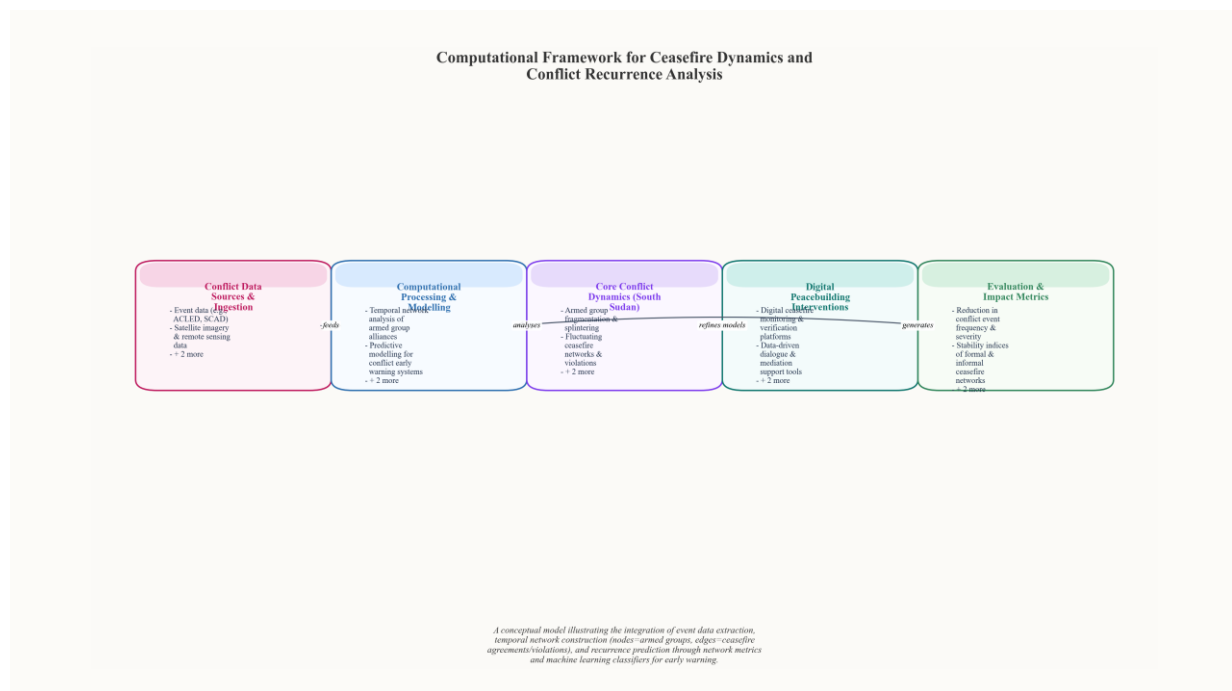 Computational Framework for Ceasefire Dynamics and
Conflict Recurrence Analysis
Conflict Data
Sources &
Ingestion
- Event data (e.g.,
ACLED, SCAD)
- Satellite imagery
& remote sensing
data
- + 2 more
feeds
Computational
Processing &
Modelling
- Temporal network
analysis of
armed group
alliances
- Predictive
modelling for
conflict early
warning systems
- + 2 more
analyses
Core Conflict
Dynamics (South
Sudan)
- Armed group
fragmentation &
splintering
- Fluctuating
ceasefire
networks &
violations
- + 2 more
refines models
Digital
Peacebuilding
Interventions
- Digital ceasefire
monitoring &
verification
platforms
- Data-driven
dialogue &
mediation
support tools
- + 2 more
generates
Evaluation &
Impact Metrics
- Reduction in
conflict event
frequency &
severity
- Stability indices
of formal &
informal
ceasefire
networks
- + 2 more
A conceptual model illustrating the integration of event data extraction,
temporal network construction (nodes=armed groups, edges=ceasefire
agreements/violations), and recurrence prediction through network metrics
and machine learning classifiers for early warning.